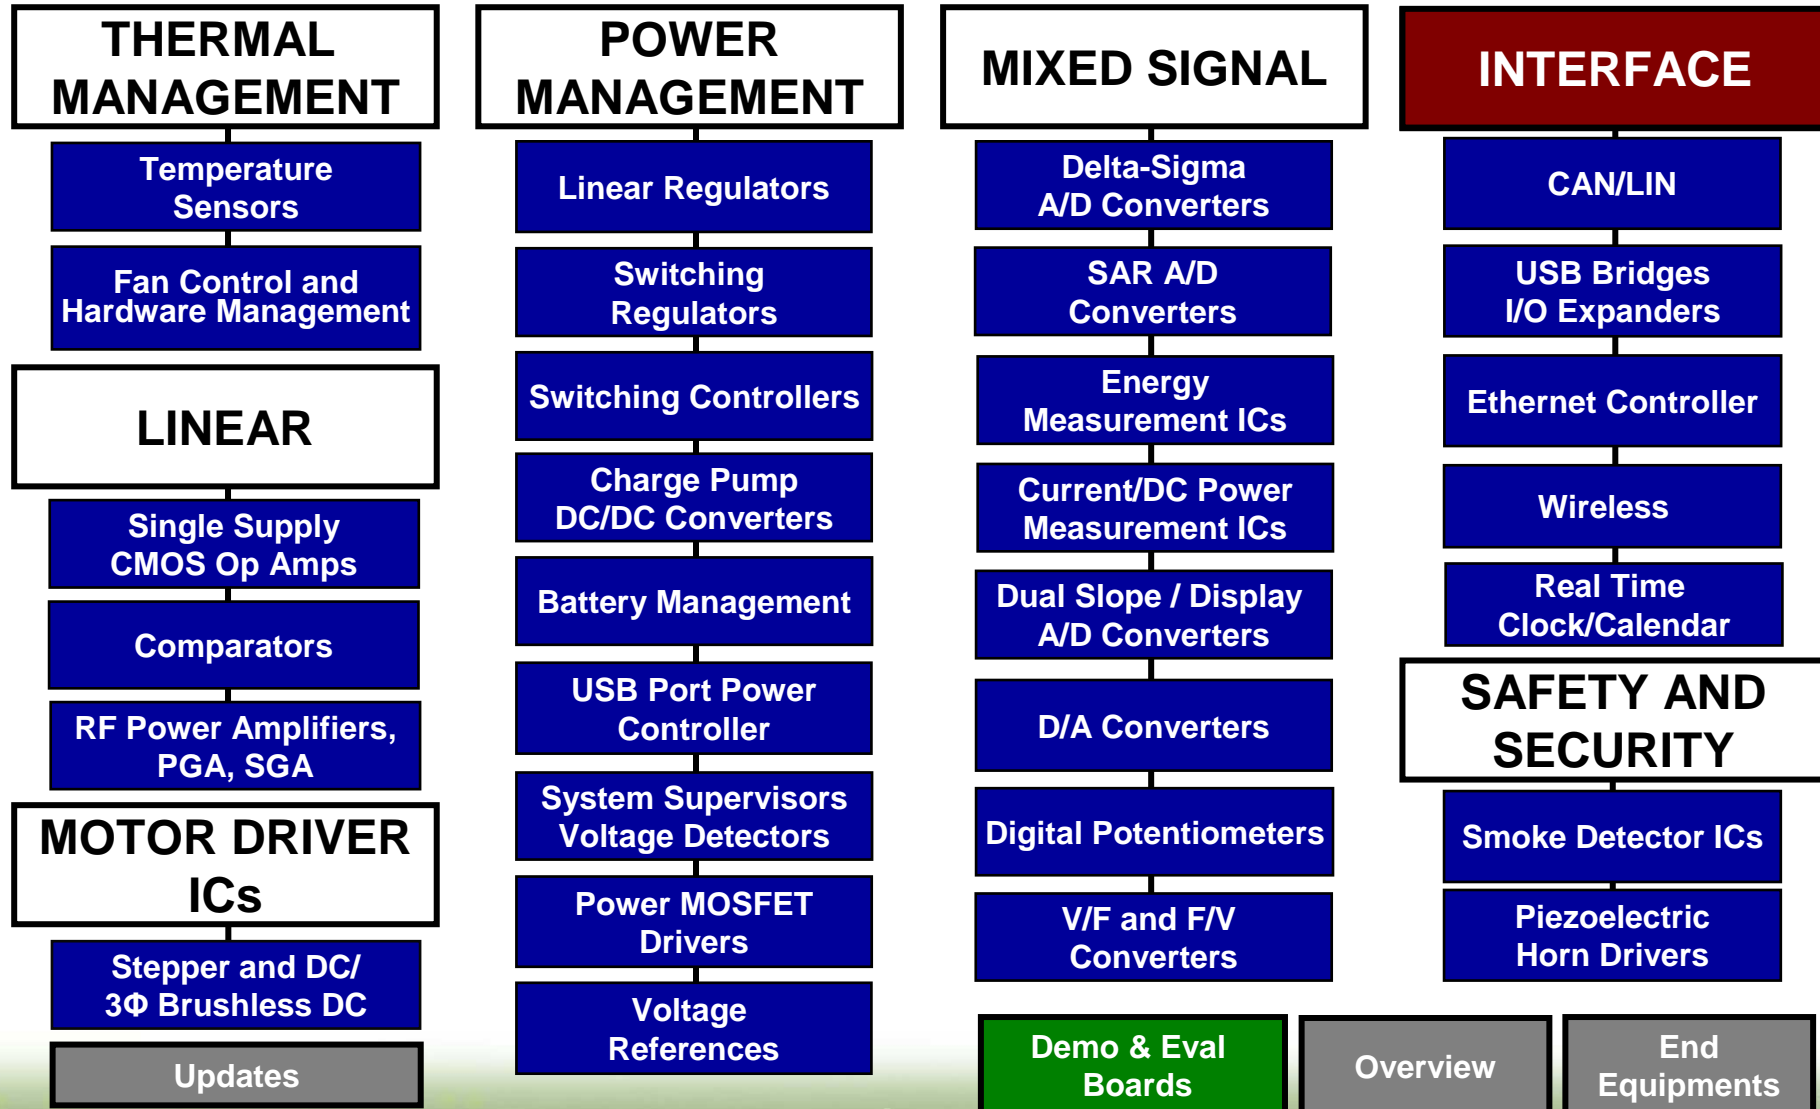 THERMAL
MANAGEMENT
Temperature
Sensors
Fan Control and
Hardware Management
LINEAR
Single Supply
CMOS Op Amps
Comparators
RF Power Amplifiers,
PGA, SGA
MOTOR DRIVER
ICs
Stepper and DC/
3Φ Brushless DC
Updates
POWER
MANAGEMENT
Linear Regulators
Switching
Regulators
Switching Controllers
Charge Pump
DC/DC Converters
Battery Management
USB Port Power
Controller
System Supervisors
Voltage Detectors
Power MOSFET
Drivers
Voltage
References
MIXED SIGNAL
Delta-Sigma
A/D Converters
SAR A/D
Converters
Energy
Measurement ICs
Current/DC Power
Measurement ICs
Dual Slope / Display
A/D Converters
D/A Converters
Digital Potentiometers
V/F and F/V
Converters
INTERFACE
CAN/LIN
USB Bridges
I/O Expanders
Ethernet Controller
Wireless
Real Time
Clock/Calendar
SAFETY AND
SECURITY
Smoke Detector ICs
Piezoelectric
Horn Drivers
Demo & Eval
Boards
Overview
End
Equipments